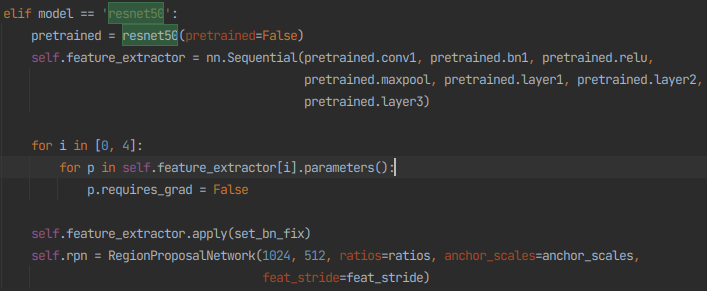 elif model == 'resnet50':
    pretrained = resnet50(pretrained=False)
    self.feature_extractor = nn.Sequential(pretrained.conv1, pretrained.bn1, pretrained.relu,
                                           pretrained.maxpool, pretrained.layer1, pretrained.layer2,
                                           pretrained.layer3)
    for i in [0, 4]:
        for p in self.feature_extractor[i].parameters():
            p.requires_grad = False
    self.feature_extractor.apply(set_bn_fix)
    self.rpn = RegionProposalNetwork(1024, 512, ratios=ratios, anchor_scales=anchor_scales,
                                     feat_stride=feat_stride)